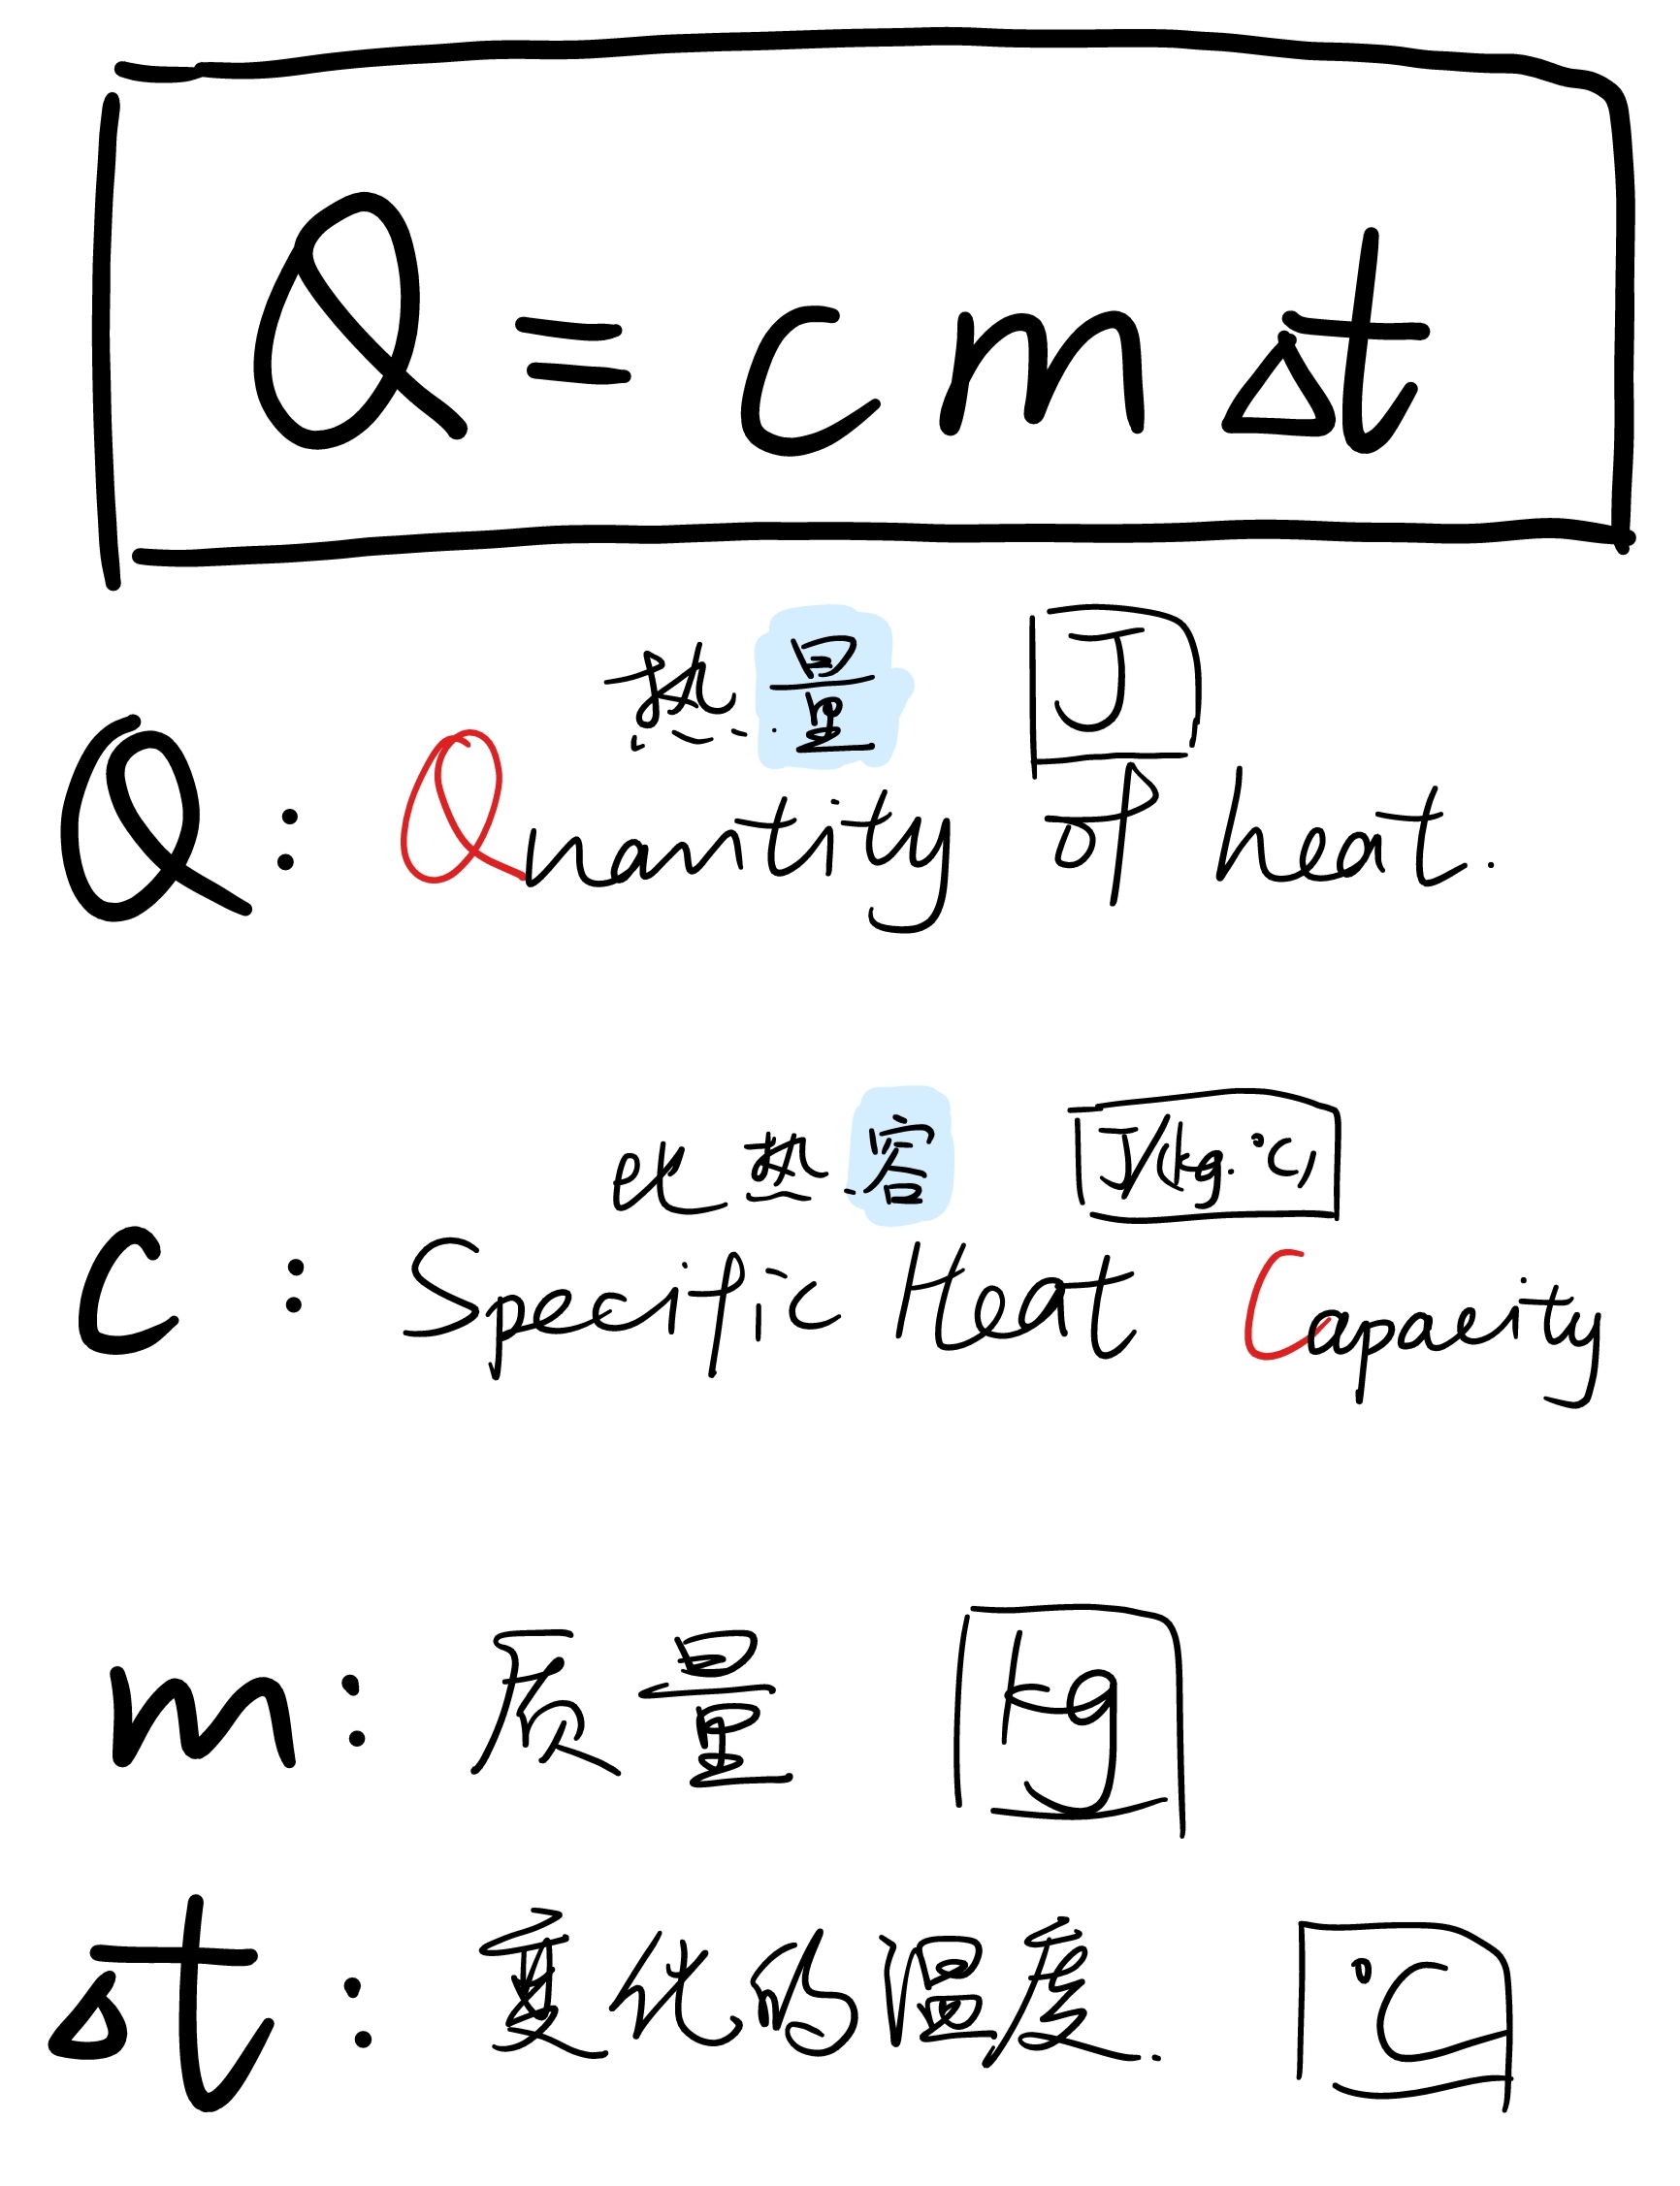 Q = c m Δt
热量 J
Q : Quantity of heat.
比热容 J/(kg·°C)
C : Specific Heat Capacity
m : 质量 kg
Δt : 变化的温度. °C